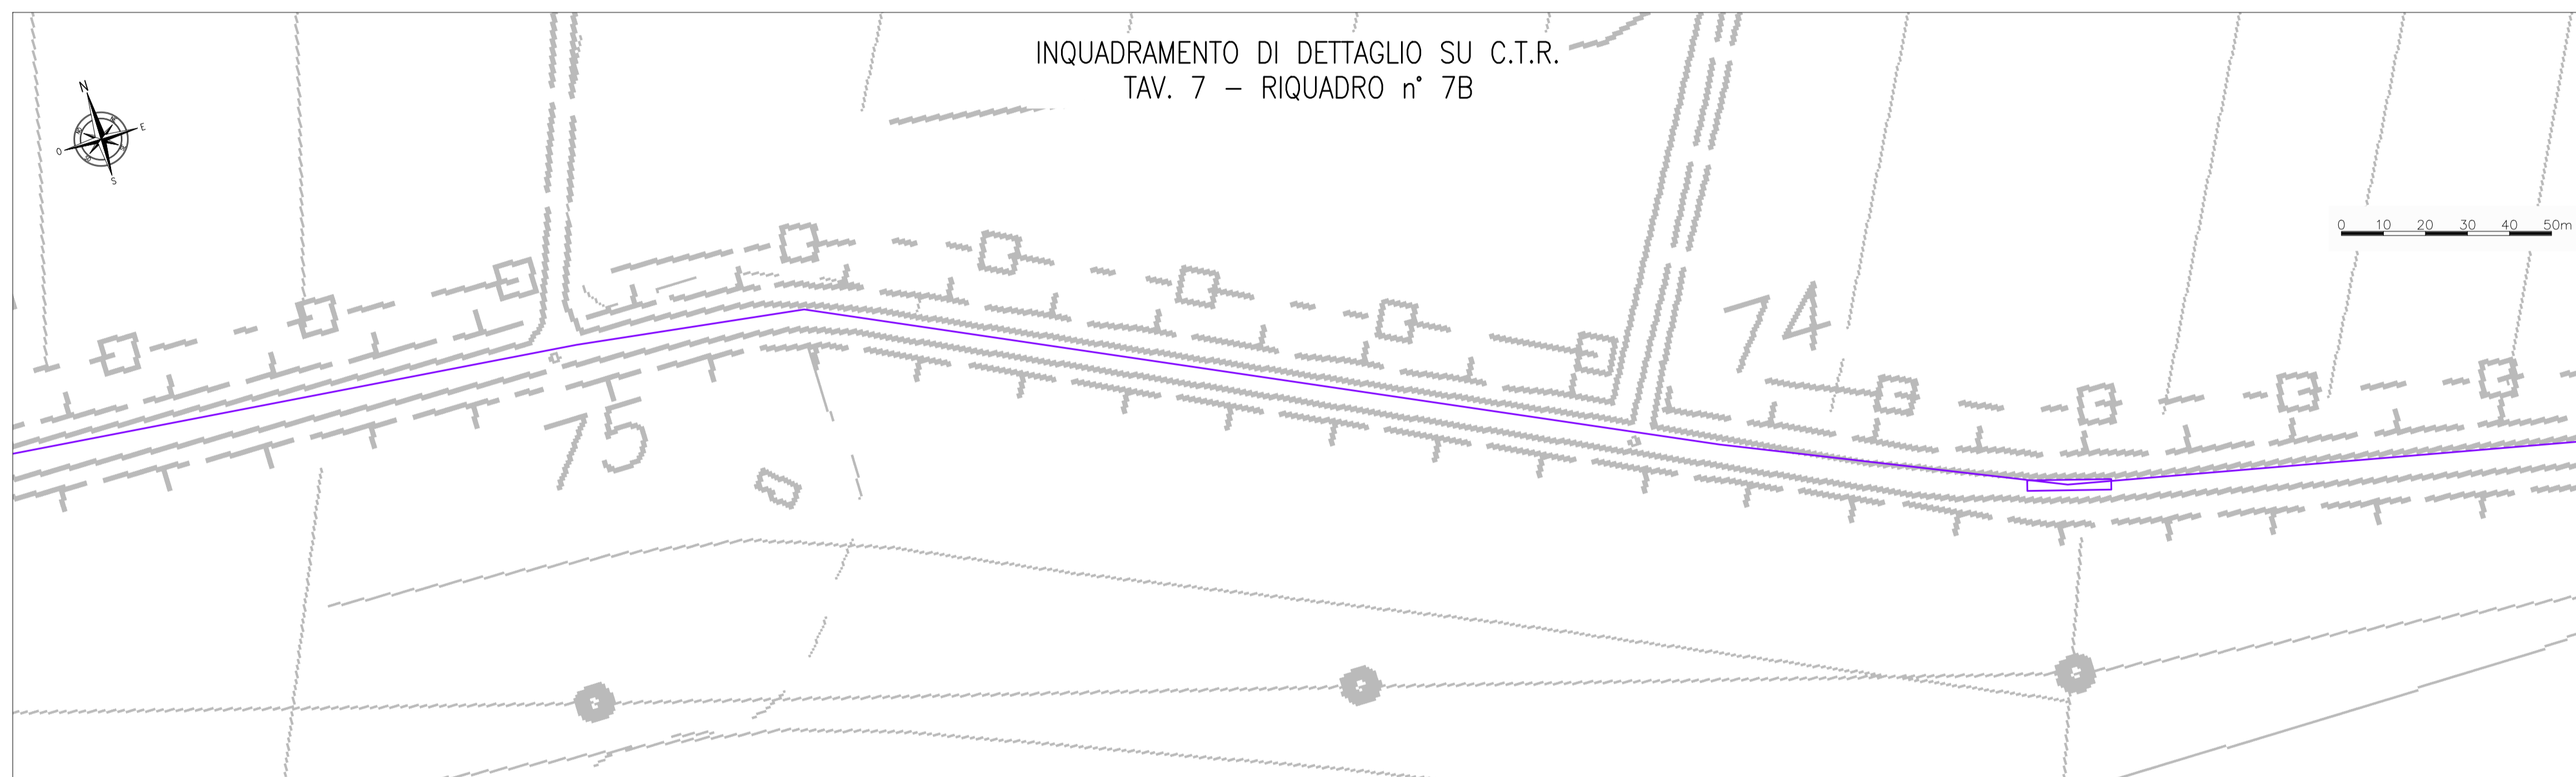 INQUADRAMENTO DI DETTAGLIO SU C.T.R.
TAV. 7 – RIQUADRO n° 7B
N
E
O
S
0 10 20 30 40 50m
74
75